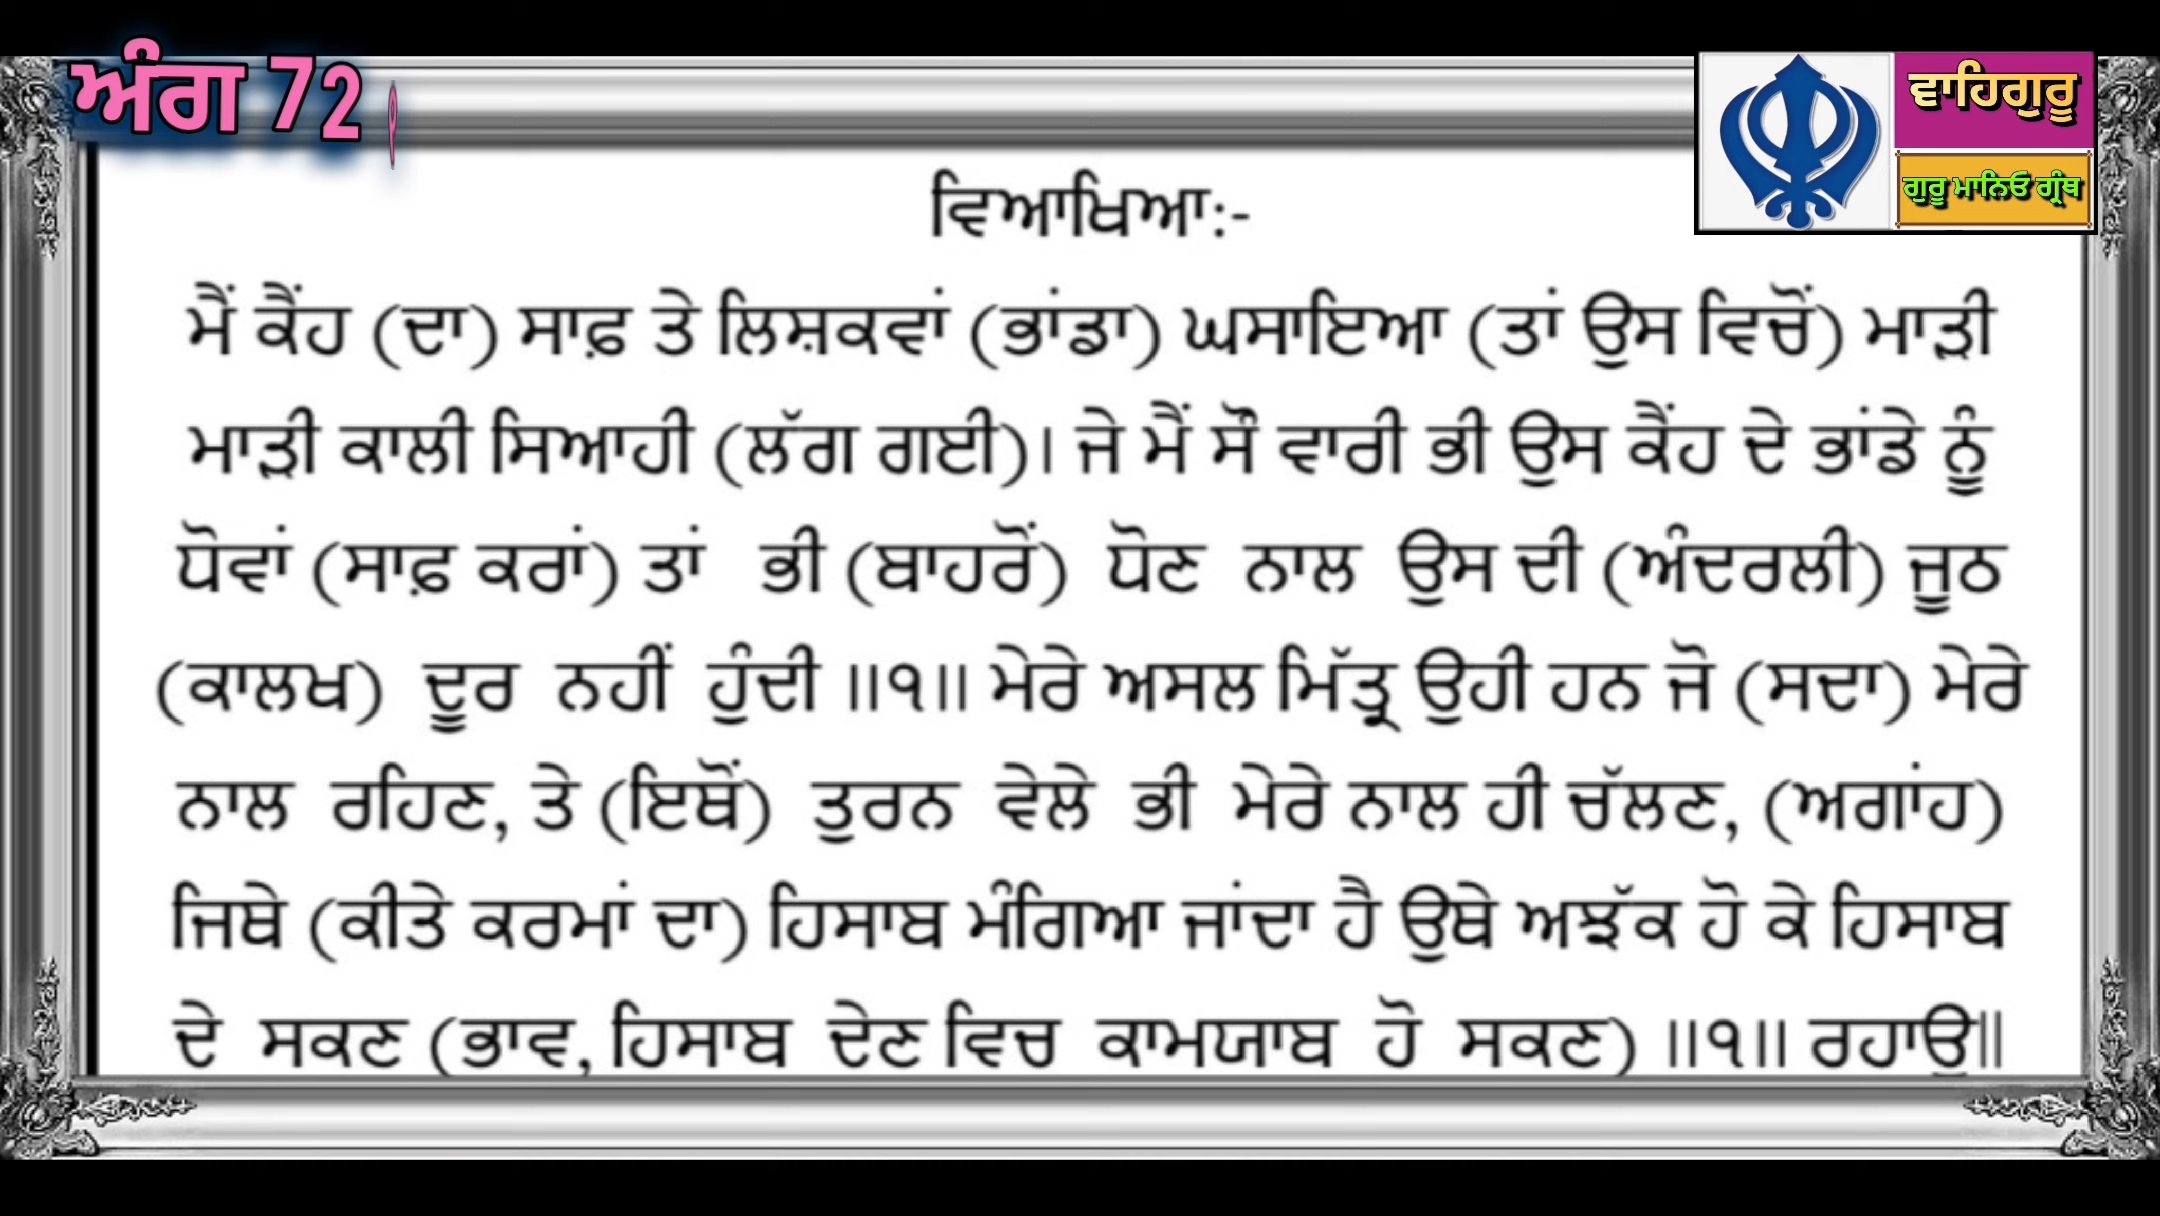 ਅੰਗ 72
ਵਾਹਿਗੁਰੂ
ਗੁਰੂ ਮਾਨਿਓ ਗ੍ਰੰਥ
ਵਿਆਖਿਆ:-
ਮੈਂ ਕੈਂਹ (ਦਾ) ਸਾਫ਼ ਤੇ ਲਿਸ਼ਕਵਾਂ (ਭਾਂਡਾ) ਘਸਾਇਆ (ਤਾਂ ਉਸ ਵਿਚੋਂ) ਮਾੜੀ
ਮਾੜੀ ਕਾਲੀ ਸਿਆਹੀ (ਲੱਗ ਗਈ)। ਜੇ ਮੈਂ ਸੌ ਵਾਰੀ ਭੀ ਉਸ ਕੈਂਹ ਦੇ ਭਾਂਡੇ ਨੂੰ
ਧੋਵਾਂ (ਸਾਫ਼ ਕਰਾਂ) ਤਾਂ ਭੀ (ਬਾਹਰੋਂ) ਧੋਣ ਨਾਲ ਉਸ ਦੀ (ਅੰਦਰਲੀ) ਜੂਠ
(ਕਾਲਖ) ਦੂਰ ਨਹੀਂ ਹੁੰਦੀ ॥੧॥ ਮੇਰੇ ਅਸਲ ਮਿੱਤ੍ਰ ਉਹੀ ਹਨ ਜੋ (ਸਦਾ) ਮੇਰੇ
ਨਾਲ ਰਹਿਣ, ਤੇ (ਇਥੋਂ) ਤੁਰਨ ਵੇਲੇ ਭੀ ਮੇਰੇ ਨਾਲ ਹੀ ਚੱਲਣ, (ਅਗਾਂਹ)
ਜਿਥੇ (ਕੀਤੇ ਕਰਮਾਂ ਦਾ) ਹਿਸਾਬ ਮੰਗਿਆ ਜਾਂਦਾ ਹੈ ਉਥੇ ਅਝੱਕ ਹੋ ਕੇ ਹਿਸਾਬ
ਦੇ ਸਕਣ (ਭਾਵ, ਹਿਸਾਬ ਦੇਣ ਵਿਚ ਕਾਮਯਾਬ ਹੋ ਸਕਣ) ॥੧॥ ਰਹਾਉ॥